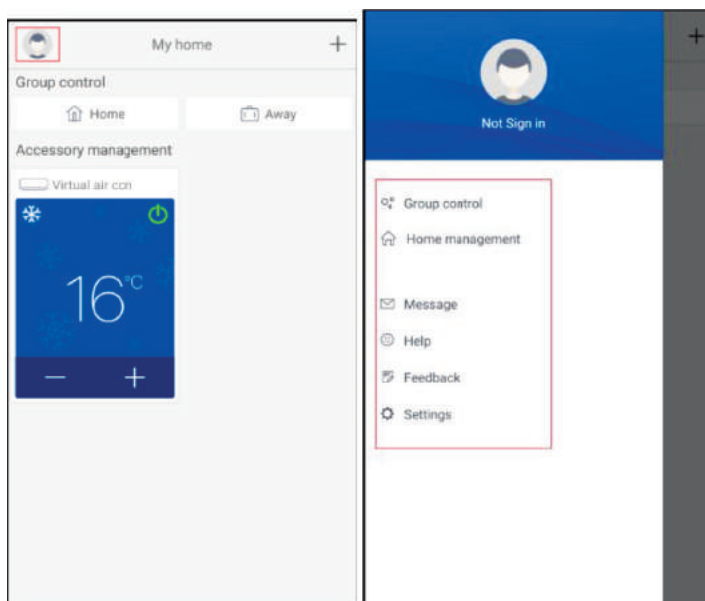 My home
+
Group control
Home
Away
Accessory management
Virtual air con
16°C
— +
+
Not Sign in
Group control
Home management
Message
Help
Feedback
Settings